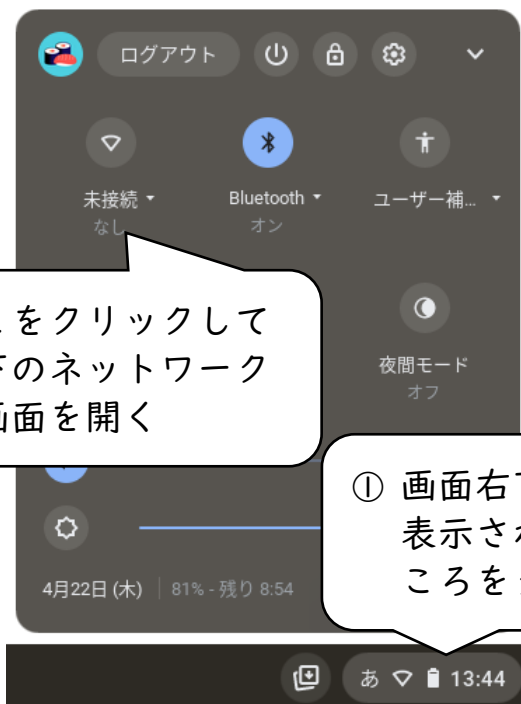 ログアウト
未接続
なし
Bluetooth
オン
ユーザー補...
をクリックして
のネットワーク
画面を開く
夜間モード
オフ
① 画面右
表示さ
ころを
4月22日 (木)
81% - 残り 8:54
あ
13:44